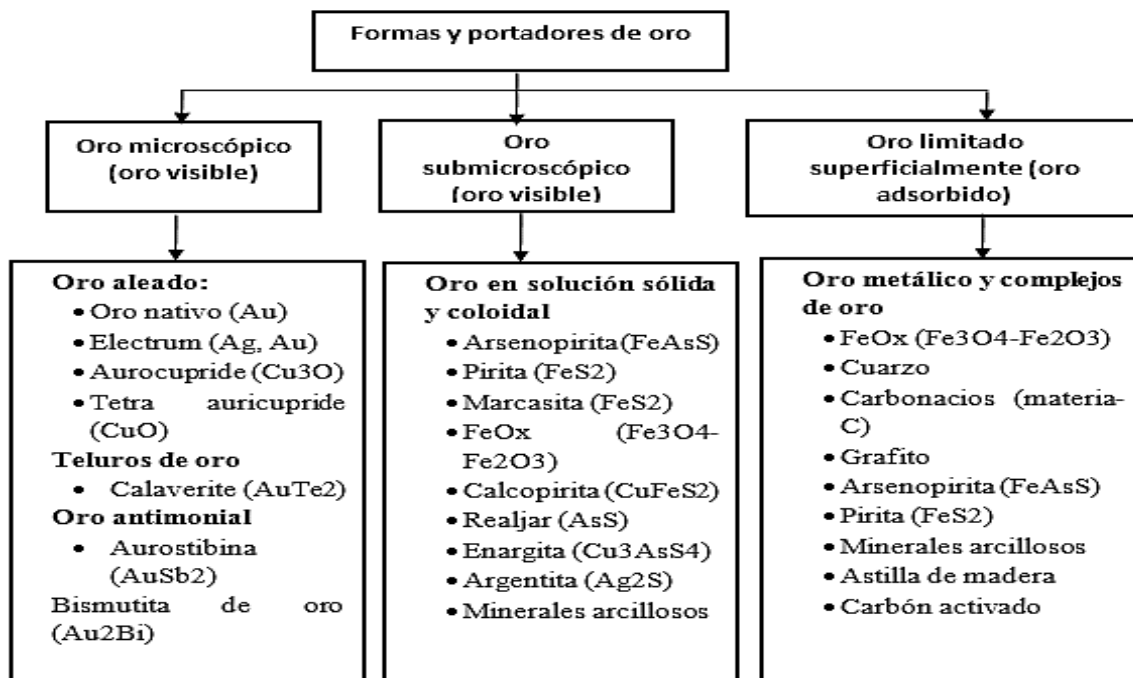 Formas y portadores de oro
Oro microscópico
(oro visible)
Oro
submicroscópico
(oro visible)
Oro limitado
superficialmente (oro
adsorbido)
Oro aleado:
• Oro nativo (Au)
• Electrum (Ag, Au)
• Aurocupride (Cu3O)
• Tetra auricupride
(CuO)
Teluros de oro
• Calaverite (AuTe2)
Oro antimonial
• Aurostibina
(AuSb2)
Bismutita de oro
(Au2Bi)
Oro en solución sólida
y coloidal
• Arsenopirita (FeAsS)
• Pirita (FeS2)
• Marcasita (FeS2)
• FeOx (Fe3O4-
Fe2O3)
• Calcopirita (CuFeS2)
• Realjar (AsS)
• Enargita (Cu3AsS4)
• Argentita (Ag2S)
• Minerales arcillosos
Oro metálico y complejos
de oro
• FeOx (Fe3O4-Fe2O3)
• Cuarzo
• Carbonacios (materia-
C)
• Grafito
• Arsenopirita (FeAsS)
• Pirita (FeS2)
• Minerales arcillosos
• Astilla de madera
• Carbón activado